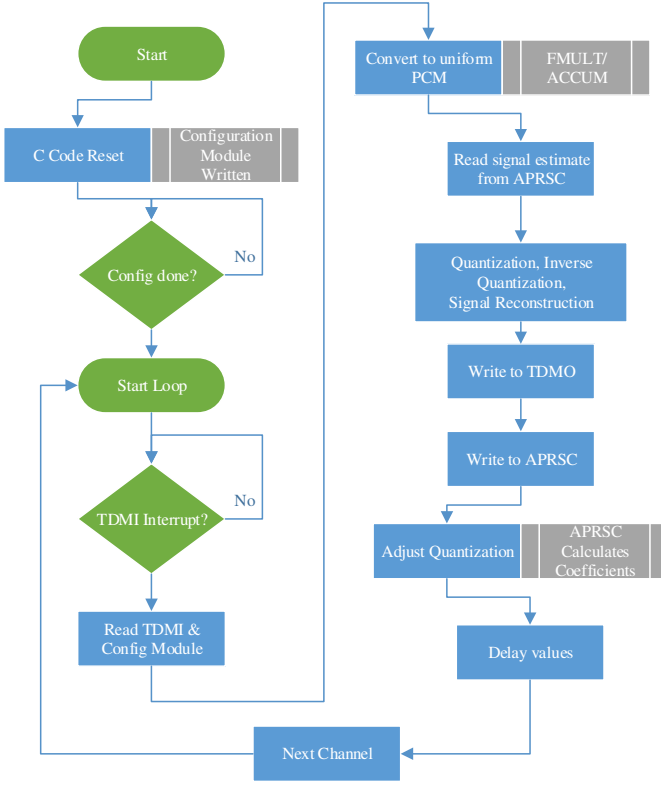 Start
C Code Reset
Configuration
Module
Written
No
Config done?
Start Loop
No
TDMI Interrupt?
Read TDMI &
Config Module
Next Channel
Convert to uniform
PCM
FMULT/
ACCUM
Read signal estimate
from APRSC
Quantization, Inverse
Quantization,
Signal Reconstruction
Write to TDMO
Write to APRSC
Adjust Quantization
APRSC
Calculates
Coefficients
Delay values